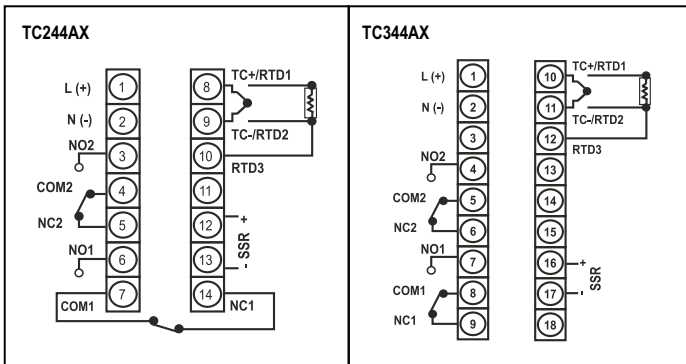 TC244AX
L (+) 1
N (-) 2
NO2 3
COM2 4
NC2 5
NO1 6
COM1 7
8 TC+/RTD1
9 TC-/RTD2
10 RTD3
11
12 +
SSR
13 -
14 NC1
TC344AX
L (+) 1
N (-) 2
3
NO2 4
COM2 5
NC2 6
NO1 7
COM1 8
NC1 9
10 TC+/RTD1
11 TC-/RTD2
12 RTD3
13
14
15
16 +
SSR
17 -
18